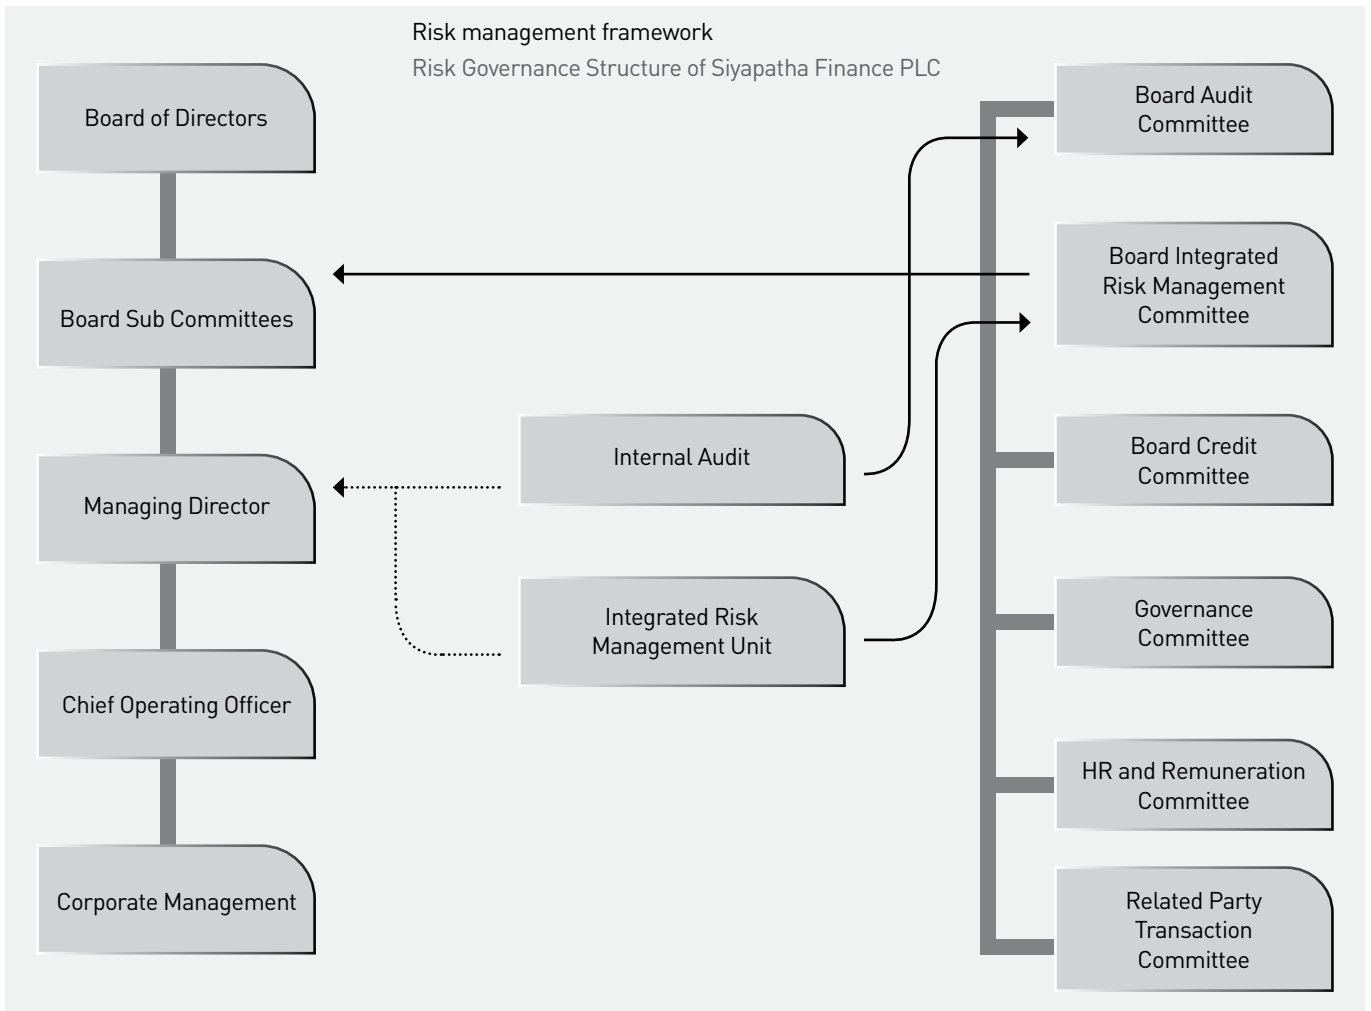 Risk management framework
Risk Governance Structure of Siyapatha Finance PLC
Board of Directors
Board Sub Committees
Managing Director
Chief Operating Officer
Corporate Management
Internal Audit
Integrated Risk
Management Unit
Board Audit
Committee
Board Integrated
Risk Management
Committee
Board Credit
Committee
Governance
Committee
HR and Remuneration
Committee
Related Party
Transaction
Committee